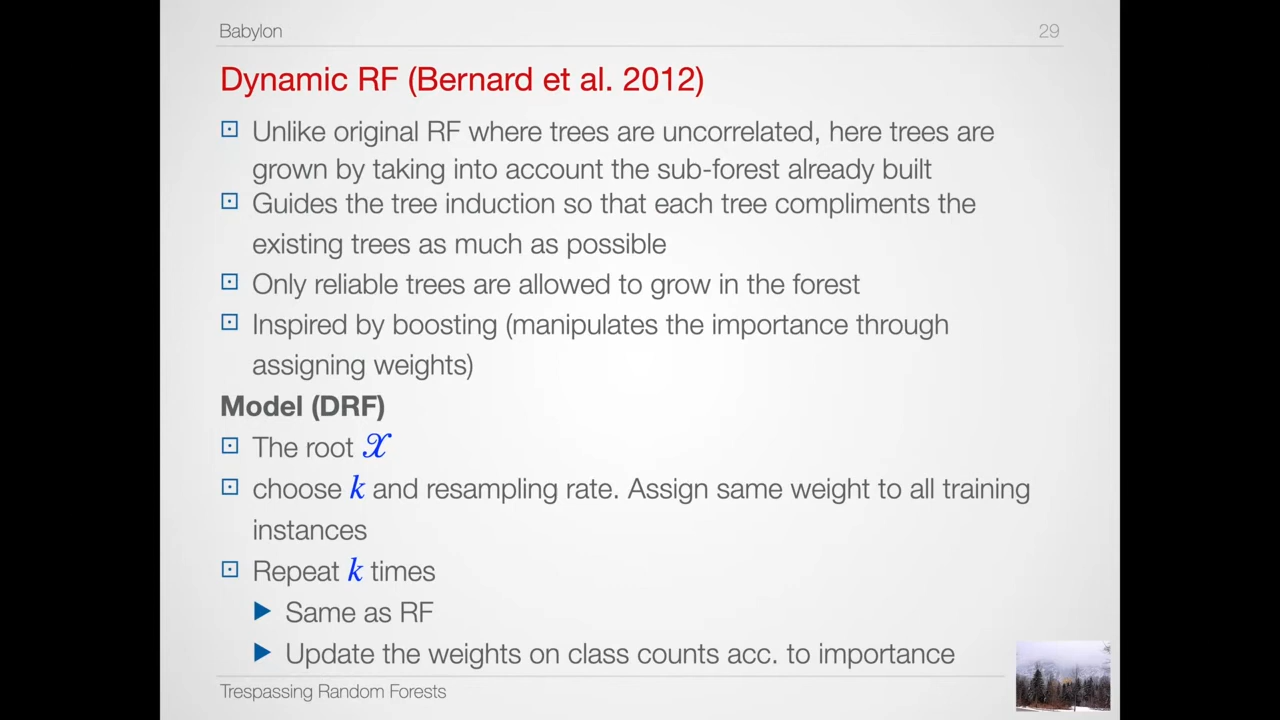 Babylon 29
Dynamic RF (Bernard et al. 2012)
Unlike original RF where trees are uncorrelated, here trees are
grown by taking into account the sub-forest already built
Guides the tree induction so that each tree compliments the
existing trees as much as possible
Only reliable trees are allowed to grow in the forest
Inspired by boosting (manipulates the importance through
assigning weights)
Model (DRF)
The root 𝒳
choose k and resampling rate. Assign same weight to all training
instances
Repeat k times
Same as RF
Update the weights on class counts acc. to importance
Trespassing Random Forests